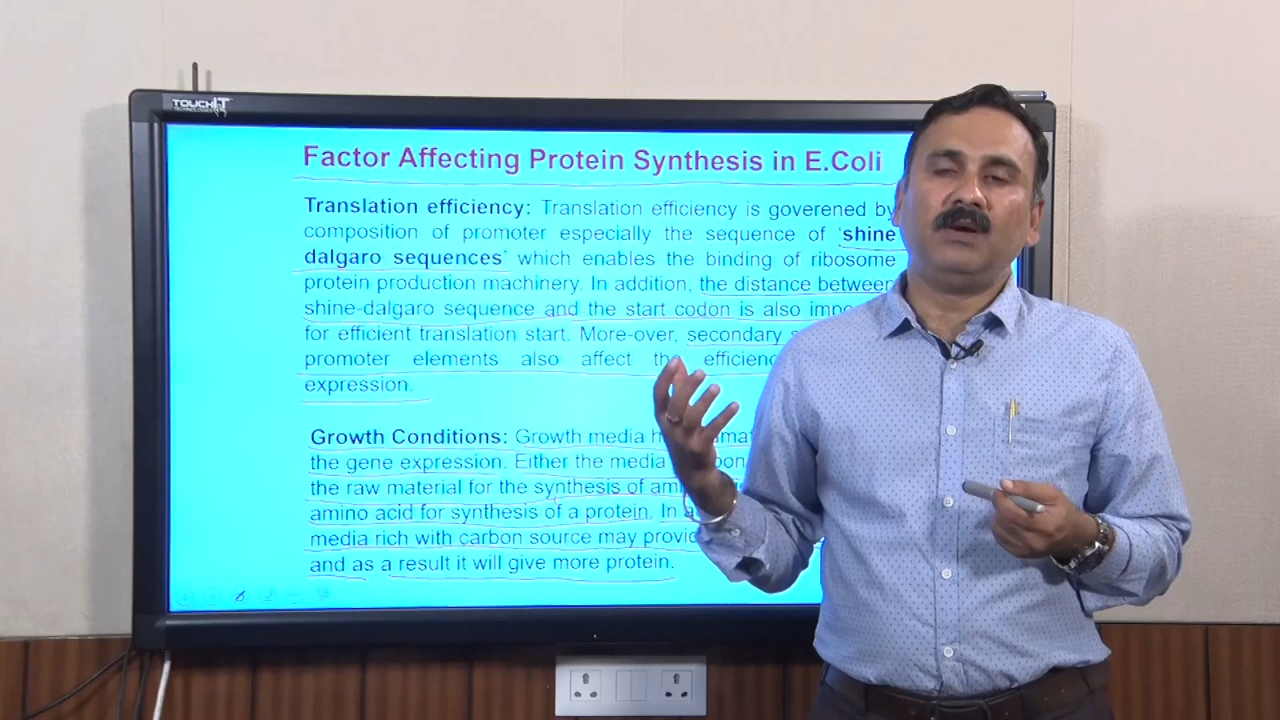 TOUCHIT
TECHNOLOGIES
Factor Affecting Protein Synthesis in E.Coli
Translation efficiency: Translation efficiency is goverened by
composition of promoter especially the sequence of ‘shine
dalgaro sequences’ which enables the binding of ribosome
protein production machinery. In addition, the distance between
shine-dalgaro sequence and the start codon is also
for efficient translation start. More-over, secondary
promoter elements also affect the
expression.
Growth Conditions: Growth media
the gene expression. Either the media
the raw material for the synthesis of
amino acid for synthesis of a protein. In
media rich with carbon source may
and as a result it will give more protein.